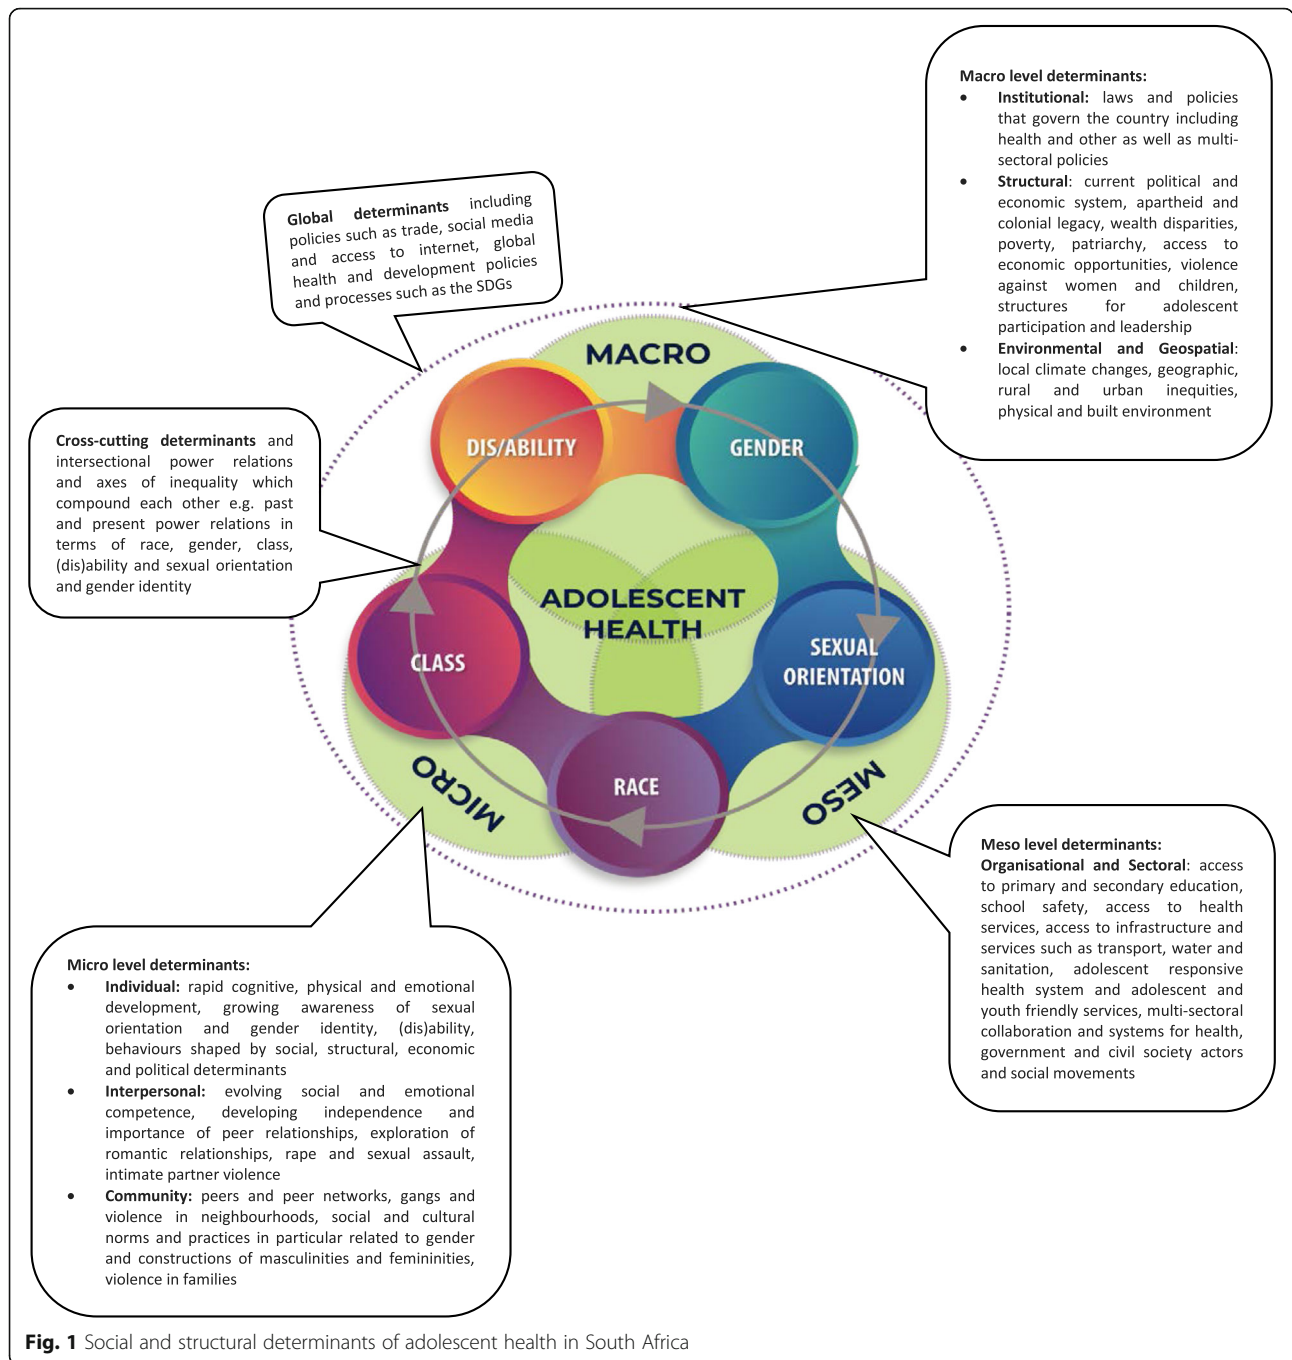 Macro level determinants:
• Institutional: laws and policies
that govern the country including
health and other as well as multi-
sectoral policies
• Structural: current political and
economic system, apartheid and
colonial legacy, wealth disparities,
poverty, patriarchy, access to
economic opportunities, violence
against women and children,
structures for adolescent
participation and leadership
• Environmental and Geospatial:
local climate changes, geographic,
rural and urban inequities,
physical and built environment
Global determinants including
policies such as trade, social media
and access to internet, global
health and development policies
and processes such as the SDGs
MACRO
DIS/ABILITY
GENDER
Cross-cutting determinants and
intersectional power relations
and axes of inequality which
compound each other e.g. past
and present power relations in
terms of race, gender, class,
(dis)ability and sexual orientation
and gender identity
ADOLESCENT
HEALTH
CLASS
SEXUAL
ORIENTATION
RACE
MICRO
MESO
Meso level determinants:
Organisational and Sectoral: access
to primary and secondary education,
school safety, access to health
services, access to infrastructure and
services such as transport, water and
sanitation, adolescent responsive
health system and adolescent and
youth friendly services, multi-sectoral
collaboration and systems for health,
government and civil society actors
and social movements
Micro level determinants:
• Individual: rapid cognitive, physical and emotional
development, growing awareness of sexual
orientation and gender identity, (dis)ability,
behaviours shaped by social, structural, economic
and political determinants
• Interpersonal: evolving social and emotional
competence, developing independence and
importance of peer relationships, exploration of
romantic relationships, rape and sexual assault,
intimate partner violence
• Community: peers and peer networks, gangs and
violence in neighbourhoods, social and cultural
norms and practices in particular related to gender
and constructions of masculinities and femininities,
violence in families
Fig. 1 Social and structural determinants of adolescent health in South Africa